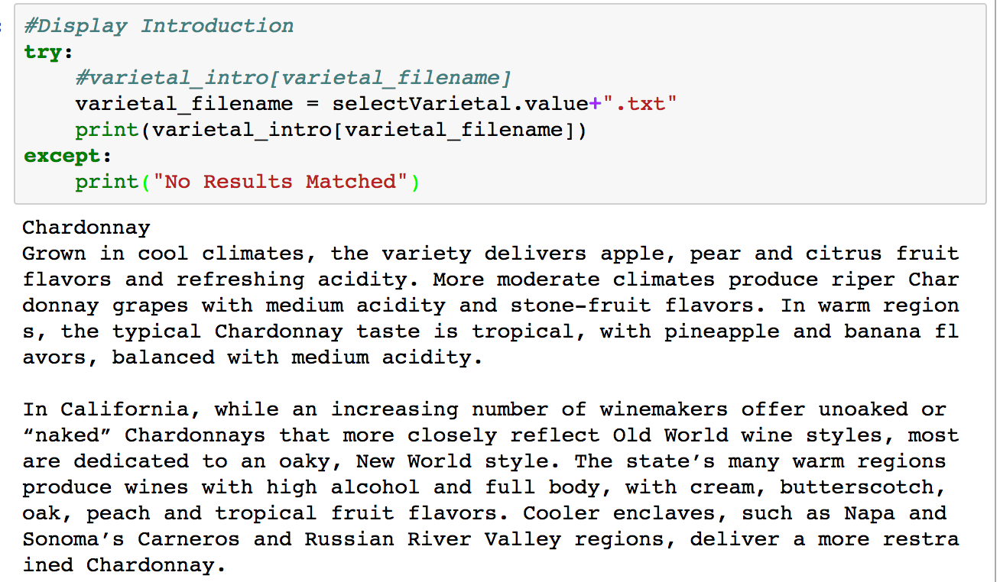 #Display Introduction
try:
    #varietal_intro[varietal_filename]
    varietal_filename = selectVarietal.value+".txt"
    print(varietal_intro[varietal_filename])
except:
    print("No Results Matched")
Chardonnay
Grown in cool climates, the variety delivers apple, pear and citrus fruit
flavors and refreshing acidity. More moderate climates produce riper Char
donnay grapes with medium acidity and stone-fruit flavors. In warm region
s, the typical Chardonnay taste is tropical, with pineapple and banana fl
avors, balanced with medium acidity.

In California, while an increasing number of winemakers offer unoaked or
“naked” Chardonnays that more closely reflect Old World wine styles, most
are dedicated to an oaky, New World style. The state’s many warm regions
produce wines with high alcohol and full body, with cream, butterscotch,
oak, peach and tropical fruit flavors. Cooler enclaves, such as Napa and
Sonoma’s Carneros and Russian River Valley regions, deliver a more restra
ined Chardonnay.